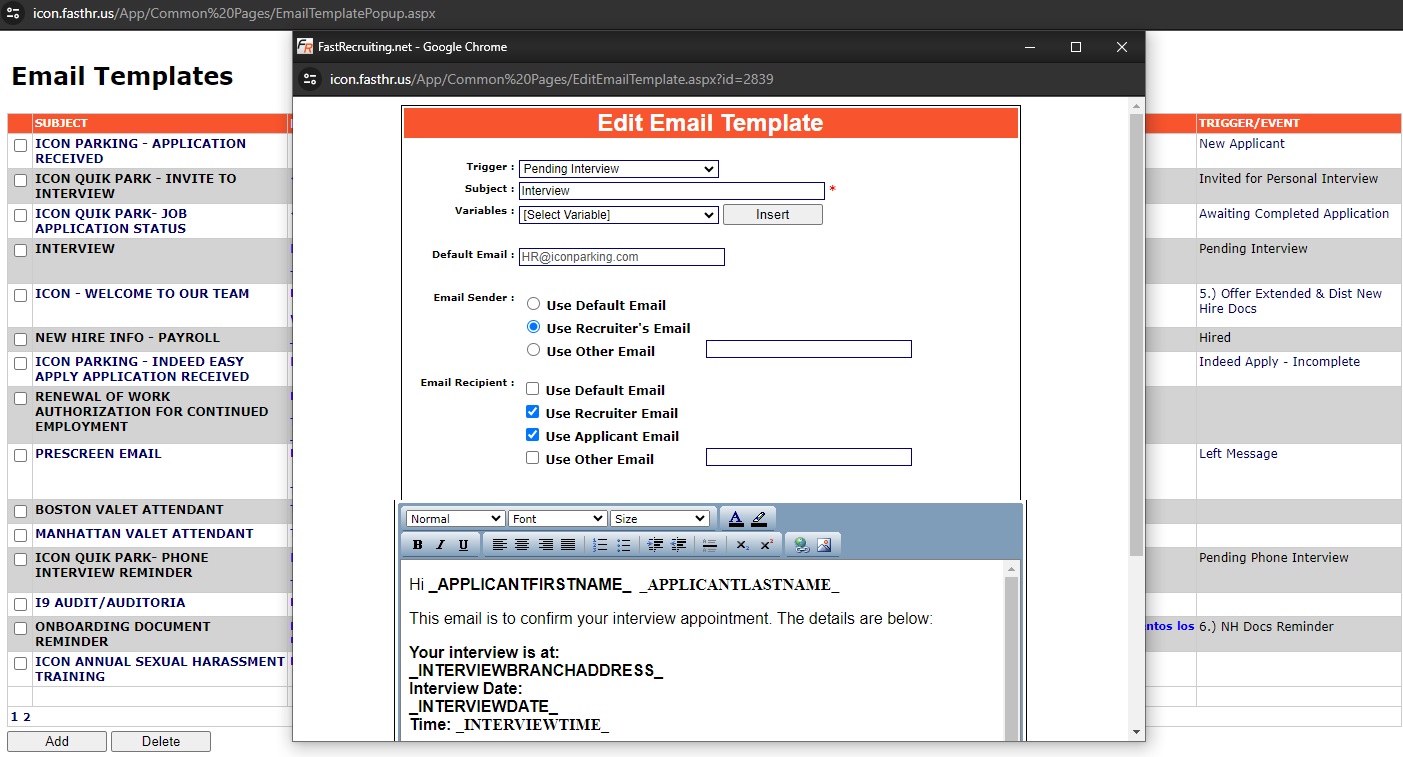 icon.fasthr.us/App/Common%20Pages/EmailTemplatePopup.aspx
Email Templates
SUBJECT
TRIGGER/EVENT
ICON PARKING - APPLICATION
RECEIVED
New Applicant
ICON QUIK PARK - INVITE TO
INTERVIEW
Invited for Personal Interview
ICON QUIK PARK- JOB
APPLICATION STATUS
Awaiting Completed Application
INTERVIEW
Pending Interview
ICON - WELCOME TO OUR TEAM
5.) Offer Extended & Dist New
Hire Docs
NEW HIRE INFO - PAYROLL
Hired
ICON PARKING - INDEED EASY
APPLY APPLICATION RECEIVED
Indeed Apply - Incomplete
RENEWAL OF WORK
AUTHORIZATION FOR CONTINUED
EMPLOYMENT
PRESCREEN EMAIL
Left Message
BOSTON VALET ATTENDANT
MANHATTAN VALET ATTENDANT
ICON QUIK PARK- PHONE
INTERVIEW REMINDER
Pending Phone Interview
I9 AUDIT/AUDITORIA
ONBOARDING DOCUMENT
REMINDER
ntos los
6.) NH Docs Reminder
ICON ANNUAL SEXUAL HARASSMENT
TRAINING
1 2
Add Delete
FR FastRecruiting.net - Google Chrome
icon.fasthr.us/App/Common%20Pages/EditEmailTemplate.aspx?id=2839
Edit Email Template
Trigger : Pending Interview
Subject : Interview *
Variables : [Select Variable] Insert
Default Email : HR@iconparking.com
Email Sender : Use Default Email
Use Recruiter's Email
Use Other Email
Email Recipient : Use Default Email
Use Recruiter Email
Use Applicant Email
Use Other Email
Normal Font Size A
B I U x₂ x²
Hi _APPLICANTFIRSTNAME_ _APPLICANTLASTNAME_
This email is to confirm your interview appointment. The details are below:
Your interview is at:
_INTERVIEWBRANCHADDRESS_
Interview Date:
_INTERVIEWDATE_
Time: _INTERVIEWTIME_